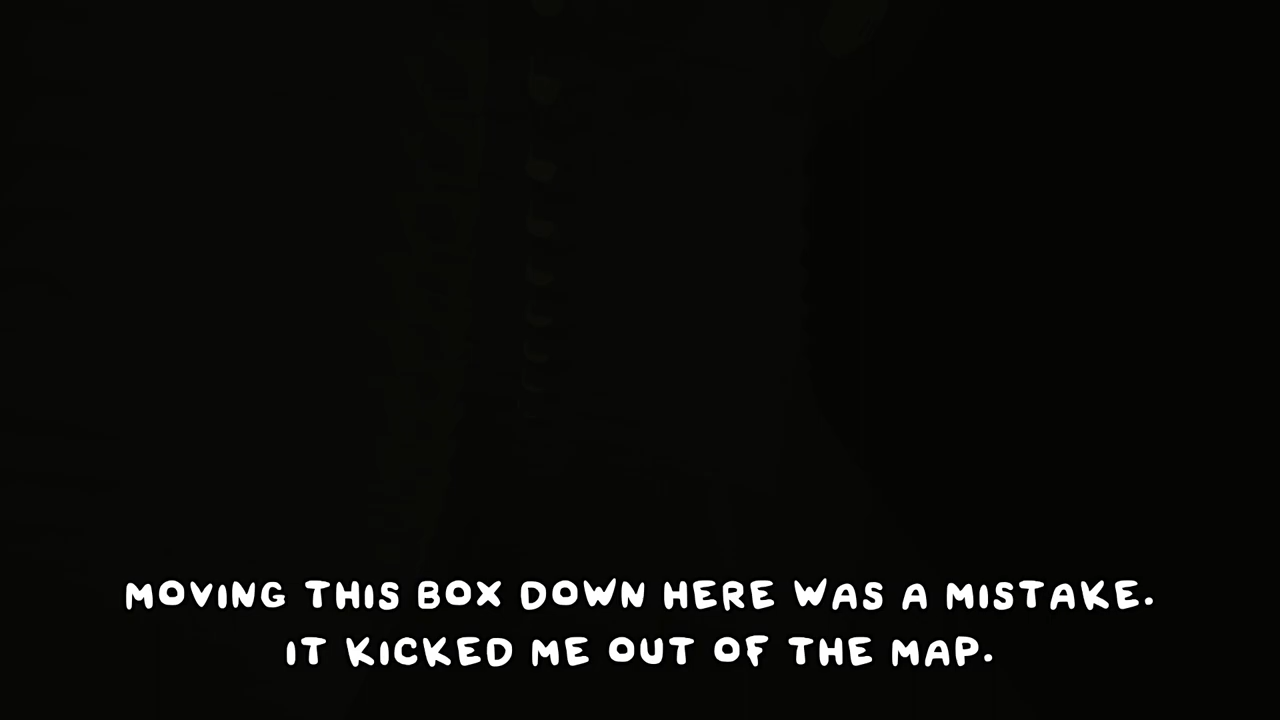 MOVING THIS BOX DOWN HERE WAS A MISTAKE.
IT KICKED ME OUT OF THE MAP.